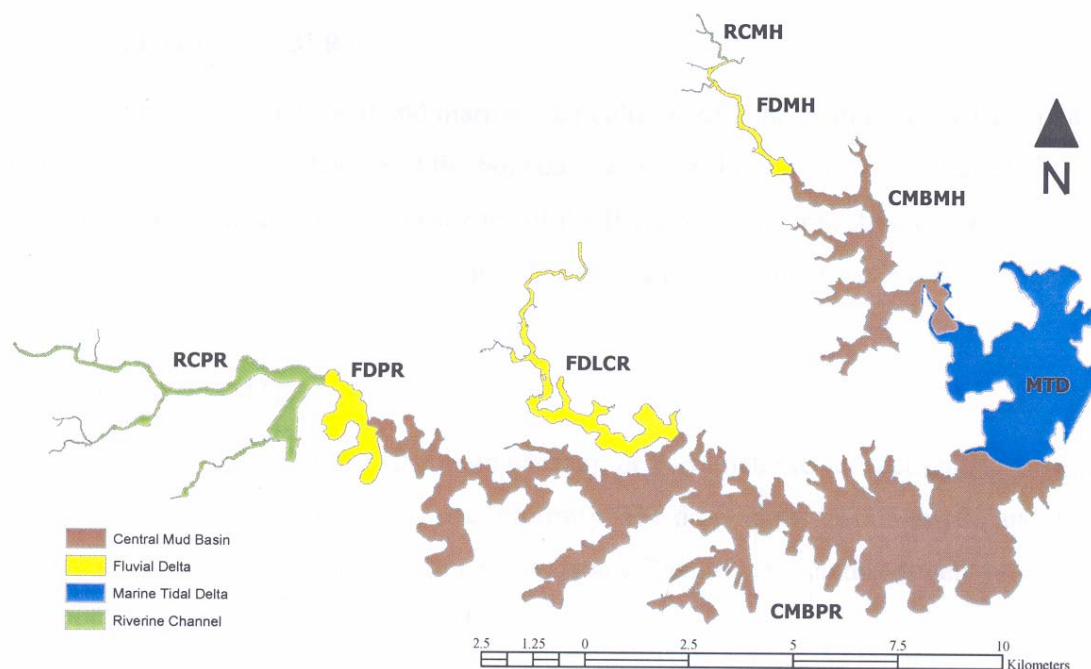 RCMH
FDMH
N
CMBMH
RCPR
FDPR
FDLCR
MTD
Central Mud Basin
Fluvial Delta
Marine Tidal Delta
Riverine Channel
CMBPR
2.5 1.25 0 2.5 5 7.5 10
Kilometers